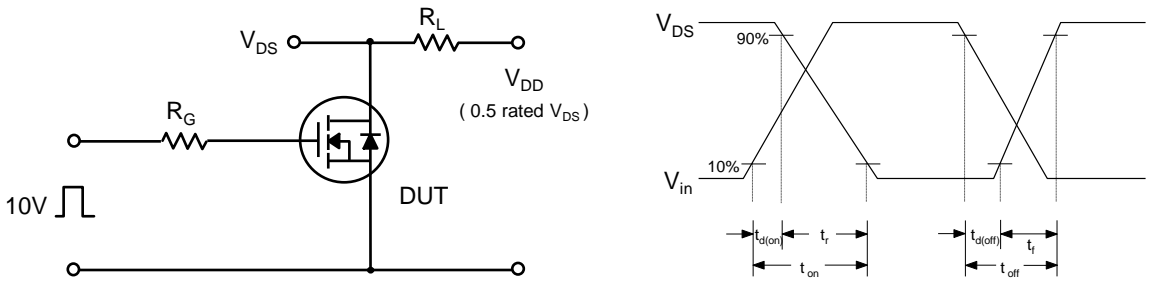 R_L
V_DS
V_DD
( 0.5 rated V_DS )
R_G
DUT
10V
V_DS
90%
10%
V_in
t_d(on)
t_r
t_on
t_d(off)
t_f
t_off